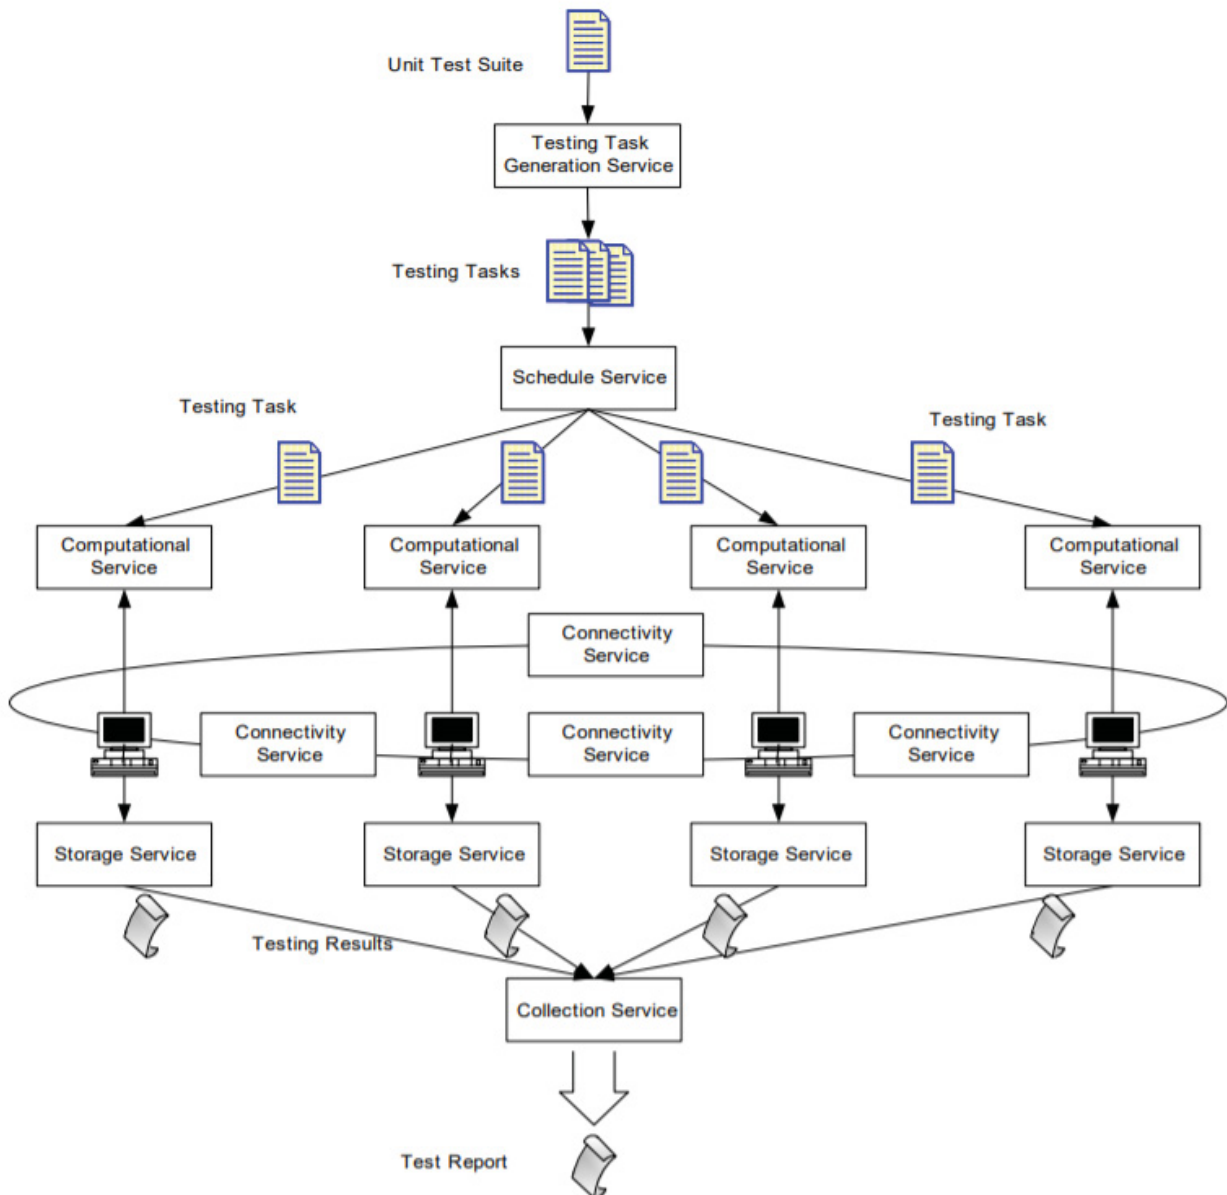 Unit Test Suite
Testing Task
Generation Service
Testing Tasks
Schedule Service
Testing Task
Testing Task
Computational
Service
Computational
Service
Computational
Service
Computational
Service
Connectivity
Service
Connectivity
Service
Connectivity
Service
Connectivity
Service
Storage Service
Storage Service
Storage Service
Storage Service
Testing Results
Collection Service
Test Report